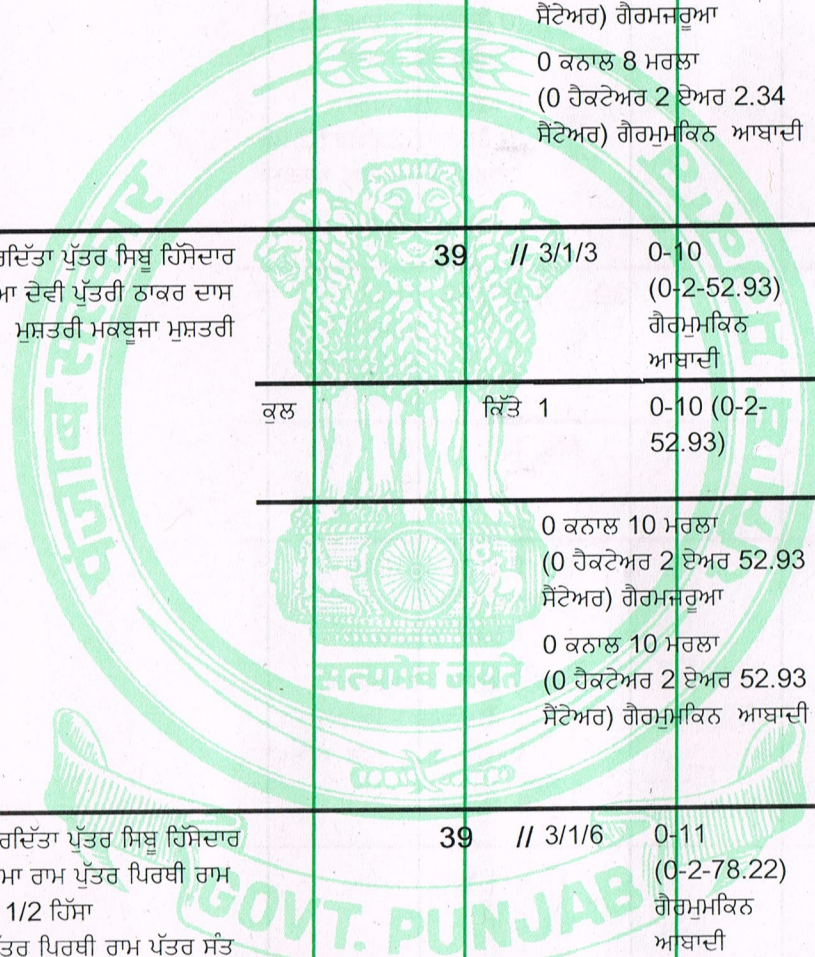 ਸੈਂਟੇਅਰ) ਗੈਰਮਜਰੂਆ
0 ਕਨਾਲ 8 ਮਰਲਾ
(0 ਹੈਕਟੇਅਰ 2 ਏਅਰ 2.34
ਸੈਂਟੇਅਰ) ਗੈਰਮੁਮਕਿਨ ਆਬਾਦੀ
ਪੁੱਤਰ ਸਿਬੂ ਹਿੱਸੇਦਾਰ
ਦੇਵੀ ਪੁੱਤਰੀ ਠਾਕਰ ਦਾਸ
ਮੁਸ਼ਤਰੀ ਮਕਬੂਜਾ ਮੁਸ਼ਤਰੀ
39 // 3/1/3
0-10
(0-2-52.93)
ਗੈਰਮੁਮਕਿਨ
ਆਬਾਦੀ
ਕੁਲ ਕਿੱਤੇ 1 0-10 (0-2-
52.93)
0 ਕਨਾਲ 10 ਮਰਲਾ
(0 ਹੈਕਟੇਅਰ 2 ਏਅਰ 52.93
ਸੈਂਟੇਅਰ) ਗੈਰਮਜਰੂਆ
0 ਕਨਾਲ 10 ਮਰਲਾ
(0 ਹੈਕਟੇਅਰ 2 ਏਅਰ 52.93
ਸੈਂਟੇਅਰ) ਗੈਰਮੁਮਕਿਨ ਆਬਾਦੀ
ਪੁੱਤਰ ਸਿਬੂ ਹਿੱਸੇਦਾਰ
ਰਾਮ ਪੁੱਤਰ ਪਿਰਥੀ ਰਾਮ
1/2 ਹਿੱਸਾ
ਪਿਰਥੀ ਰਾਮ ਪੁੱਤਰ ਸੰਤ
39 // 3/1/6
0-11
(0-2-78.22)
ਗੈਰਮੁਮਕਿਨ
ਆਬਾਦੀ
ਪੰਜਾਬ ਸਰਕਾਰ
सत्यमेव जयते
GOVT. PUNJAB